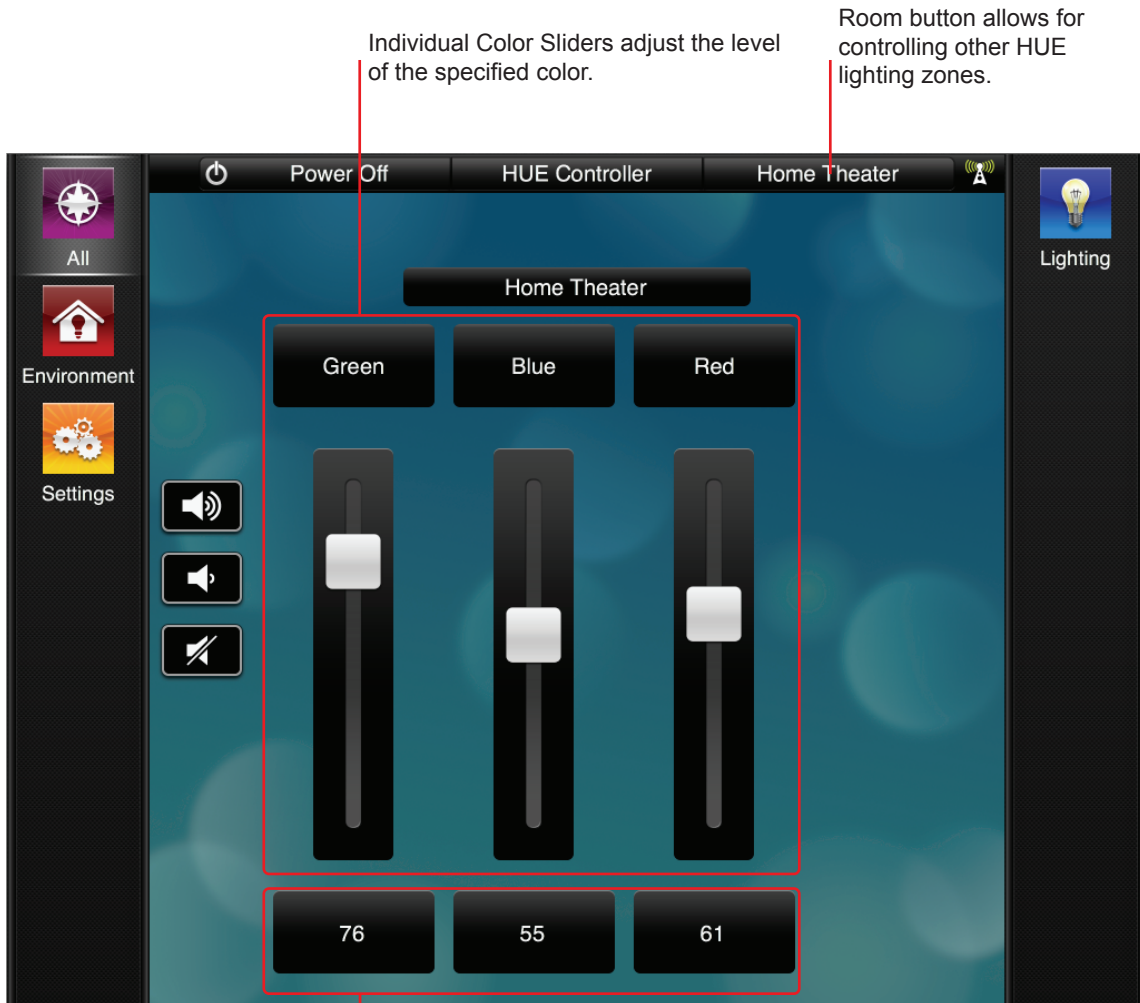 Individual Color Sliders adjust the level
of the specified color.
Room button allows for
controlling other HUE
lighting zones.
Power Off
HUE Controller
Home Theater
All
Environment
Settings
Lighting
Home Theater
Green
Blue
Red
76
55
61